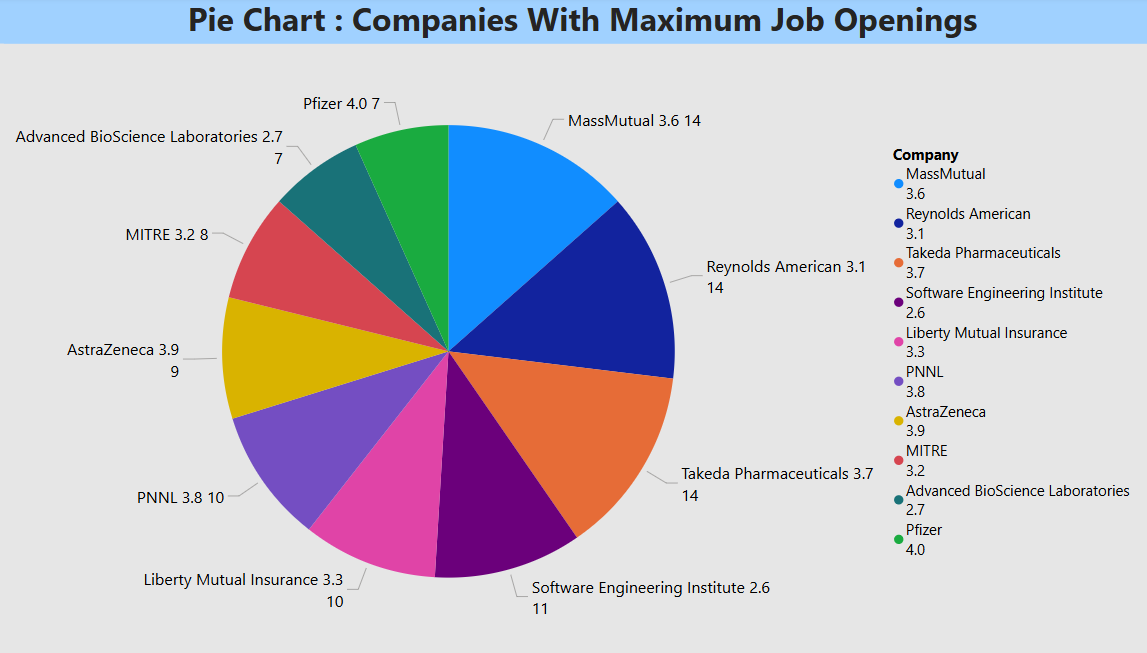 Pie Chart : Companies With Maximum Job Openings
Pfizer 4.0 7
MassMutual 3.6 14
Advanced BioScience Laboratories 2.7
7
MITRE 3.2 8
Reynolds American 3.1
14
AstraZeneca 3.9
9
Takeda Pharmaceuticals 3.7
14
PNNL 3.8 10
Liberty Mutual Insurance 3.3
10
Software Engineering Institute 2.6
11
Company
MassMutual
3.6
Reynolds American
3.1
Takeda Pharmaceuticals
3.7
Software Engineering Institute
2.6
Liberty Mutual Insurance
3.3
PNNL
3.8
AstraZeneca
3.9
MITRE
3.2
Advanced BioScience Laboratories
2.7
Pfizer
4.0